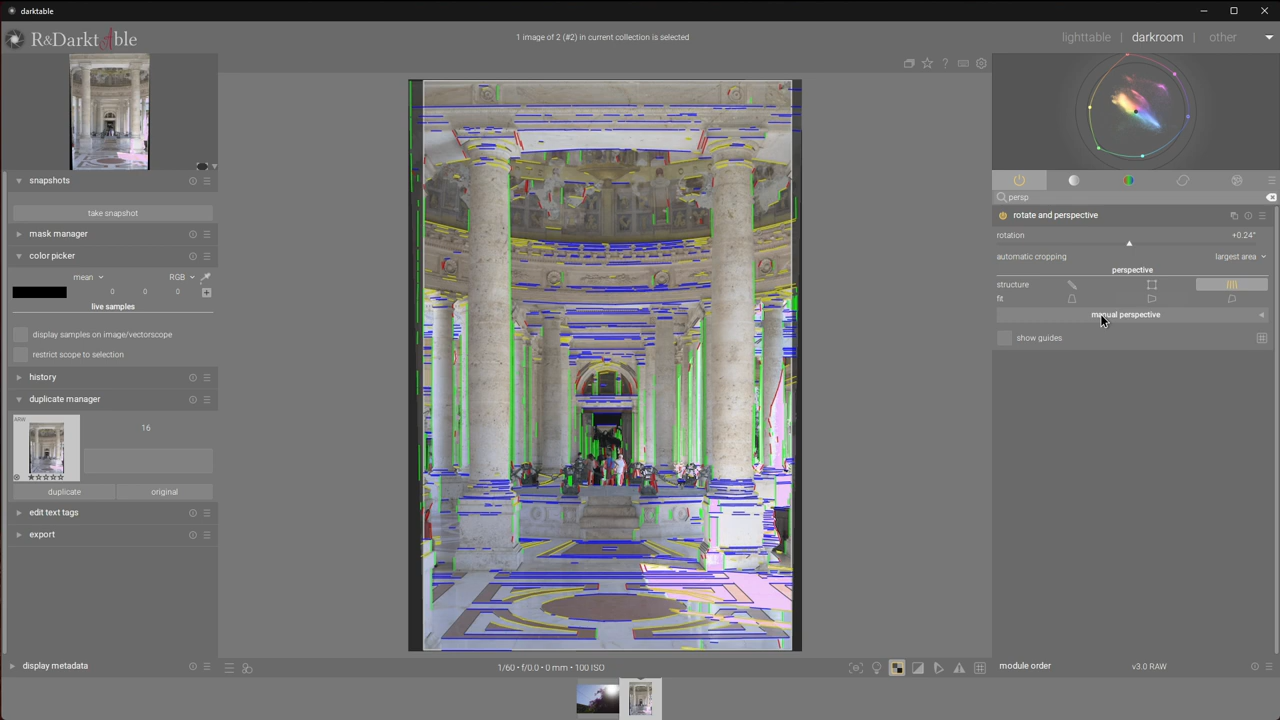 darktable
R&Darktable
1 image of 2 (#2) in current collection is selected
lighttable | darkroom | other
snapshots
take snapshot
mask manager
color picker
mean
RGB
0 0 0
live samples
display samples on image/vectorscope
restrict scope to selection
history
duplicate manager
RAW
16
duplicate
original
edit text tags
export
display metadata
1/60 • f/0.0 • 0 mm • 100 ISO
persp
rotate and perspective
rotation +0.24°
automatic cropping largest area
perspective
structure
fit
manual perspective
show guides
module order v3.0 RAW